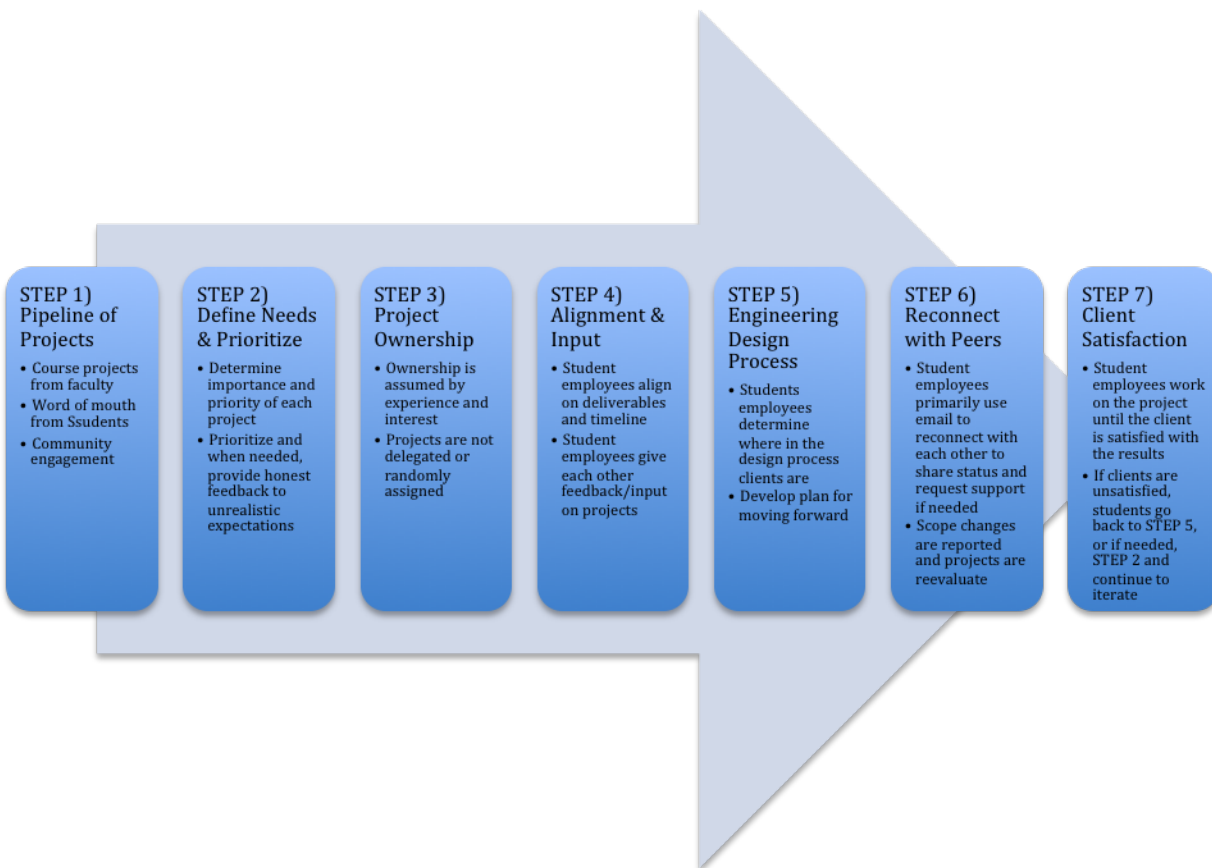 STEP 1)
Pipeline of
Projects
• Course projects
from faculty
• Word of mouth
from Ssudents
• Community
engagement
STEP 2)
Define Needs
& Prioritize
• Determine
importance and
priority of each
project
• Prioritize and
when needed,
provide honest
feedback to
unrealistic
expectations
STEP 3)
Project
Ownership
• Ownership is
assumed by
experience and
interest
• Projects are not
delegated or
randomly
assigned
STEP 4)
Alignment &
Input
• Student
employees align
on deliverables
and timeline
• Student
employees give
each other
feedback/input
on projects
STEP 5)
Engineering
Design
Process
• Students
employees
determine
where in the
design process
clients are
• Develop plan for
moving forward
STEP 6)
Reconnect
with Peers
• Student
employees
primarily use
email to
reconnect with
each other to
share status and
request support
if needed
• Scope changes
are reported
and projects are
reevaluate
STEP 7)
Client
Satisfaction
• Student
employees work
on the project
until the client
is satisfied with
the results
• If clients are
unsatisfied,
students go
back to STEP 5,
or if needed,
STEP 2 and
continue to
iterate